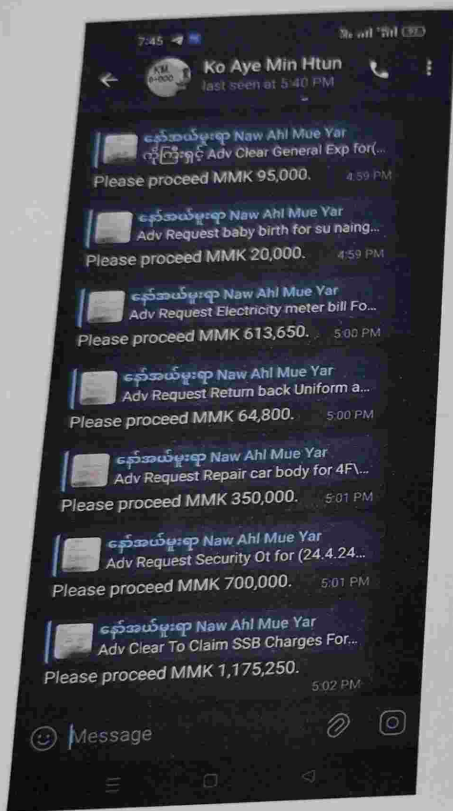 7:45
Ko Aye Min Htun
last seen at 5:40 PM
နော်အယ်မူးရာ Naw Ahl Mue Yar
ကိုကြီးရှင့် Adv Clear General Exp for(...
Please proceed MMK 95,000. 4:59 PM
နော်အယ်မူးရာ Naw Ahl Mue Yar
Adv Request baby birth for su naing...
Please proceed MMK 20,000. 4:59 PM
နော်အယ်မူးရာ Naw Ahl Mue Yar
Adv Request Electricity meter bill Fo...
Please proceed MMK 613,650. 5:00 PM
နော်အယ်မူးရာ Naw Ahl Mue Yar
Adv Request Return back Uniform a...
Please proceed MMK 64,800. 5:00 PM
နော်အယ်မူးရာ Naw Ahl Mue Yar
Adv Request Repair car body for 4F\...
Please proceed MMK 350,000. 5:01 PM
နော်အယ်မူးရာ Naw Ahl Mue Yar
Adv Request Security Ot for (24.4.24...
Please proceed MMK 700,000. 5:01 PM
နော်အယ်မူးရာ Naw Ahl Mue Yar
Adv Clear To Claim SSB Charges For...
Please proceed MMK 1,175,250.
5:02 PM
Message